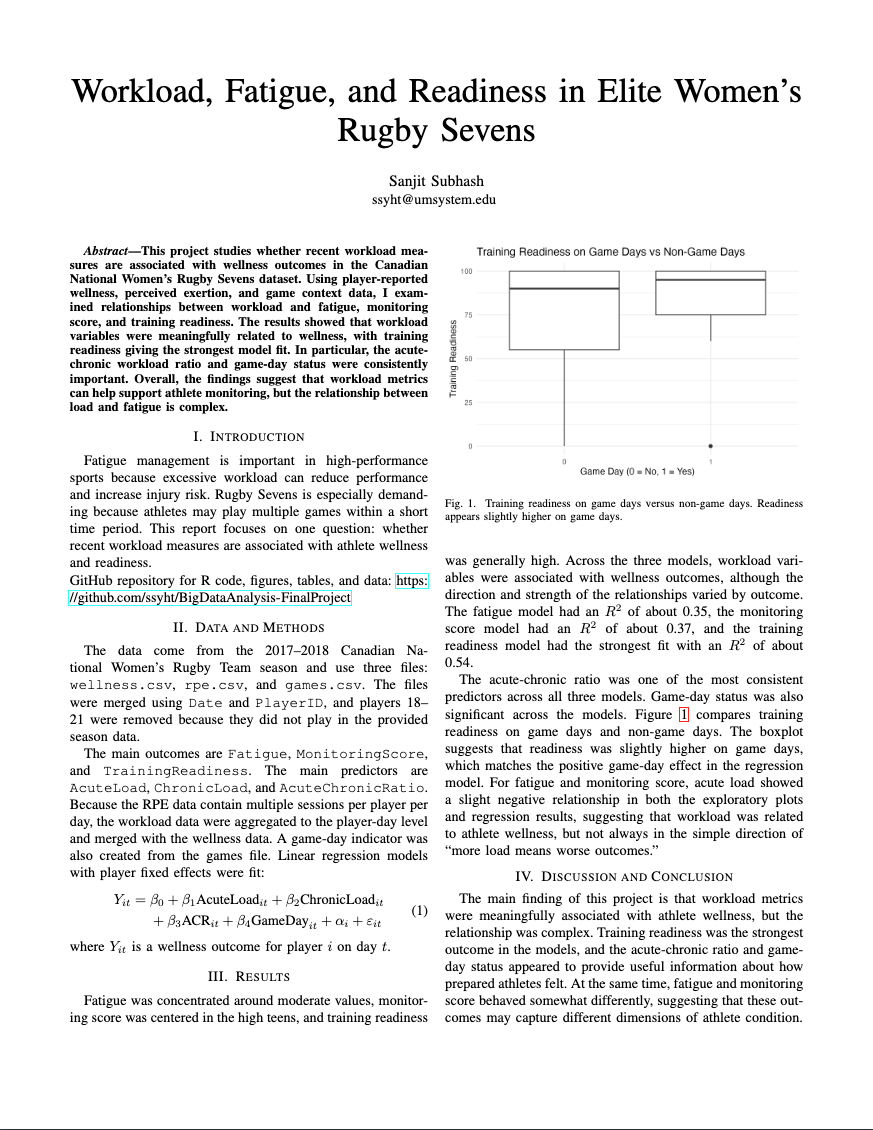 Workload, Fatigue, and Readiness in Elite Women's
Rugby Sevens
Sanjit Subhash
ssyht@umsystem.edu
Abstract—This project studies whether recent workload mea-
sures are associated with wellness outcomes in the Canadian
National Women's Rugby Sevens dataset. Using player-reported
wellness, perceived exertion, and game context data, I exam-
ined relationships between workload and fatigue, monitoring
score, and training readiness. The results showed that workload
variables were meaningfully related to wellness, with training
readiness giving the strongest model fit. In particular, the acute-
chronic workload ratio and game-day status were consistently
important. Overall, the findings suggest that workload metrics
can help support athlete monitoring, but the relationship between
load and fatigue is complex.
I. INTRODUCTION
Fatigue management is important in high-performance
sports because excessive workload can reduce performance
and increase injury risk. Rugby Sevens is especially demand-
ing because athletes may play multiple games within a short
time period. This report focuses on one question: whether
recent workload measures are associated with athlete wellness
and readiness.
GitHub repository for R code, figures, tables, and data: https:
//github.com/ssyht/BigDataAnalysis-FinalProject
II. DATA AND METHODS
The data come from the 2017–2018 Canadian Na-
tional Women's Rugby Team season and use three files:
wellness.csv, rpe.csv, and games.csv. The files
were merged using Date and PlayerID, and players 18–
21 were removed because they did not play in the provided
season data.
The main outcomes are Fatigue, MonitoringScore,
and TrainingReadiness. The main predictors are
AcuteLoad, ChronicLoad, and AcuteChronicRatio.
Because the RPE data contain multiple sessions per player per
day, the workload data were aggregated to the player-day level
and merged with the wellness data. A game-day indicator was
also created from the games file. Linear regression models
with player fixed effects were fit:
Y_it = β_0 + β_1AcuteLoad_it + β_2ChronicLoad_it
+ β_3ACR_it + β_4GameDay_it + α_i + ε_it (1)
where Y_it is a wellness outcome for player i on day t.
III. RESULTS
Fatigue was concentrated around moderate values, monitor-
ing score was centered in the high teens, and training readiness
Training Readiness on Game Days vs Non-Game Days
Training Readiness
100
75
50
25
0
0 1
Game Day (0 = No, 1 = Yes)
Fig. 1. Training readiness on game days versus non-game days. Readiness
appears slightly higher on game days.
was generally high. Across the three models, workload vari-
ables were associated with wellness outcomes, although the
direction and strength of the relationships varied by outcome.
The fatigue model had an R² of about 0.35, the monitoring
score model had an R² of about 0.37, and the training
readiness model had the strongest fit with an R² of about
0.54.
The acute-chronic ratio was one of the most consistent
predictors across all three models. Game-day status was also
significant across the models. Figure 1 compares training
readiness on game days and non-game days. The boxplot
suggests that readiness was slightly higher on game days,
which matches the positive game-day effect in the regression
model. For fatigue and monitoring score, acute load showed
a slight negative relationship in both the exploratory plots
and regression results, suggesting that workload was related
to athlete wellness, but not always in the simple direction of
“more load means worse outcomes.”
IV. DISCUSSION AND CONCLUSION
The main finding of this project is that workload metrics
were meaningfully associated with athlete wellness, but the
relationship was complex. Training readiness was the strongest
outcome in the models, and the acute-chronic ratio and game-
day status appeared to provide useful information about how
prepared athletes felt. At the same time, fatigue and monitoring
score behaved somewhat differently, suggesting that these out-
comes may capture different dimensions of athlete condition.